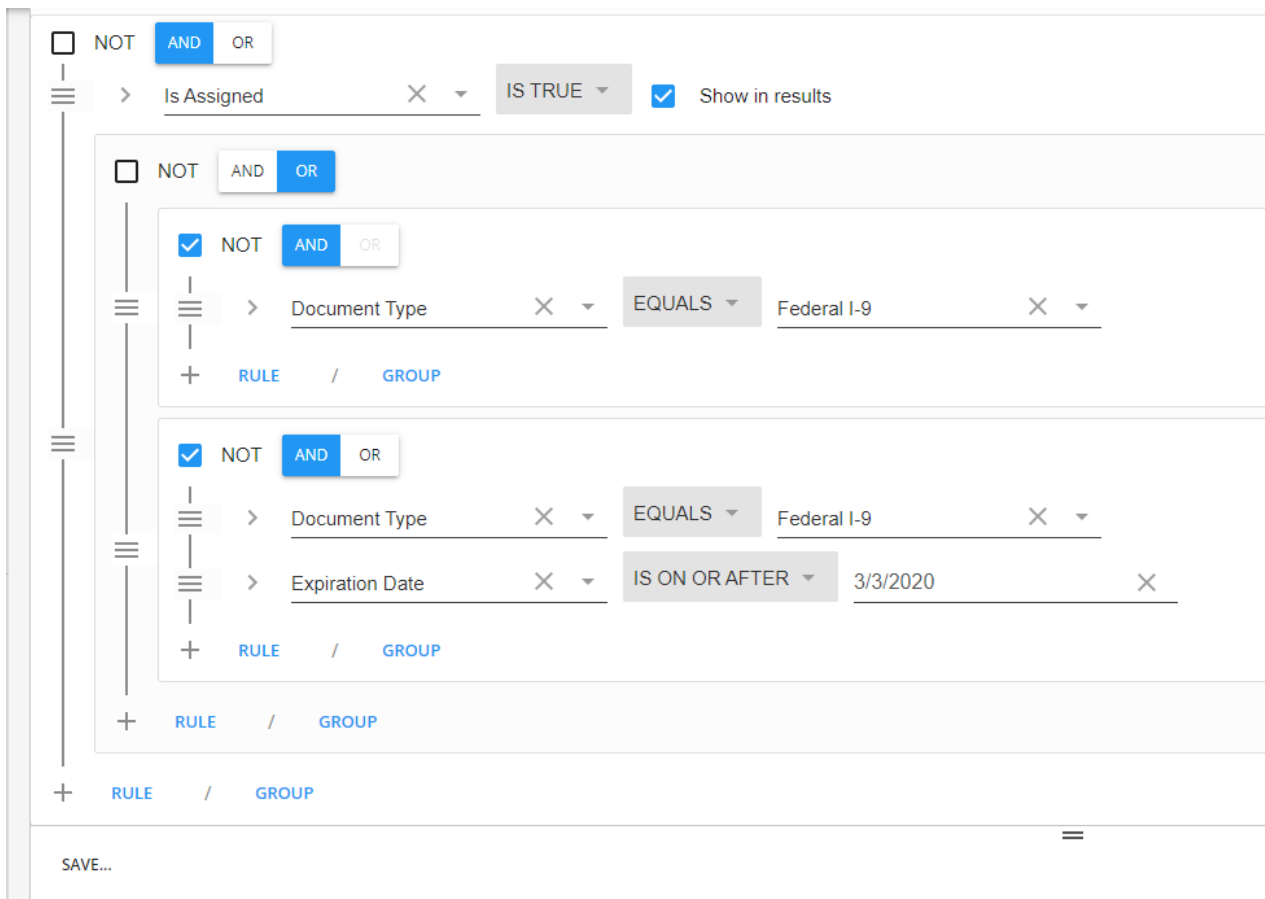 NOT AND OR
Is Assigned IS TRUE Show in results
NOT AND OR
NOT AND OR
Document Type EQUALS Federal I-9
RULE / GROUP
NOT AND OR
Document Type EQUALS Federal I-9
Expiration Date IS ON OR AFTER 3/3/2020
RULE / GROUP
RULE / GROUP
RULE / GROUP
SAVE...